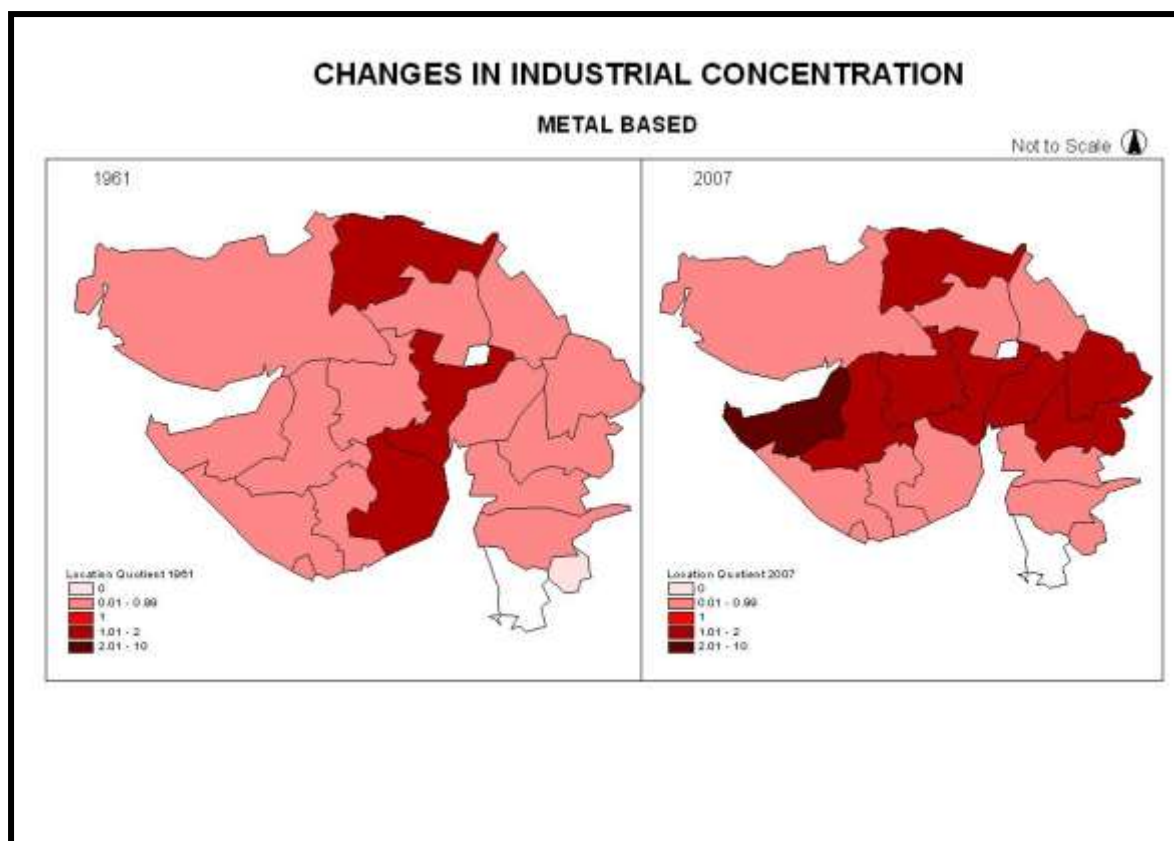 CHANGES IN INDUSTRIAL CONCENTRATION
METAL BASED
Not to Scale
1961
2007
Location Quotient 1961
0
0.01 - 0.99
1
1.01 - 2
2.01 - 10
Location Quotient 2007
0
0.01 - 0.99
1
1.01 - 2
2.01 - 10